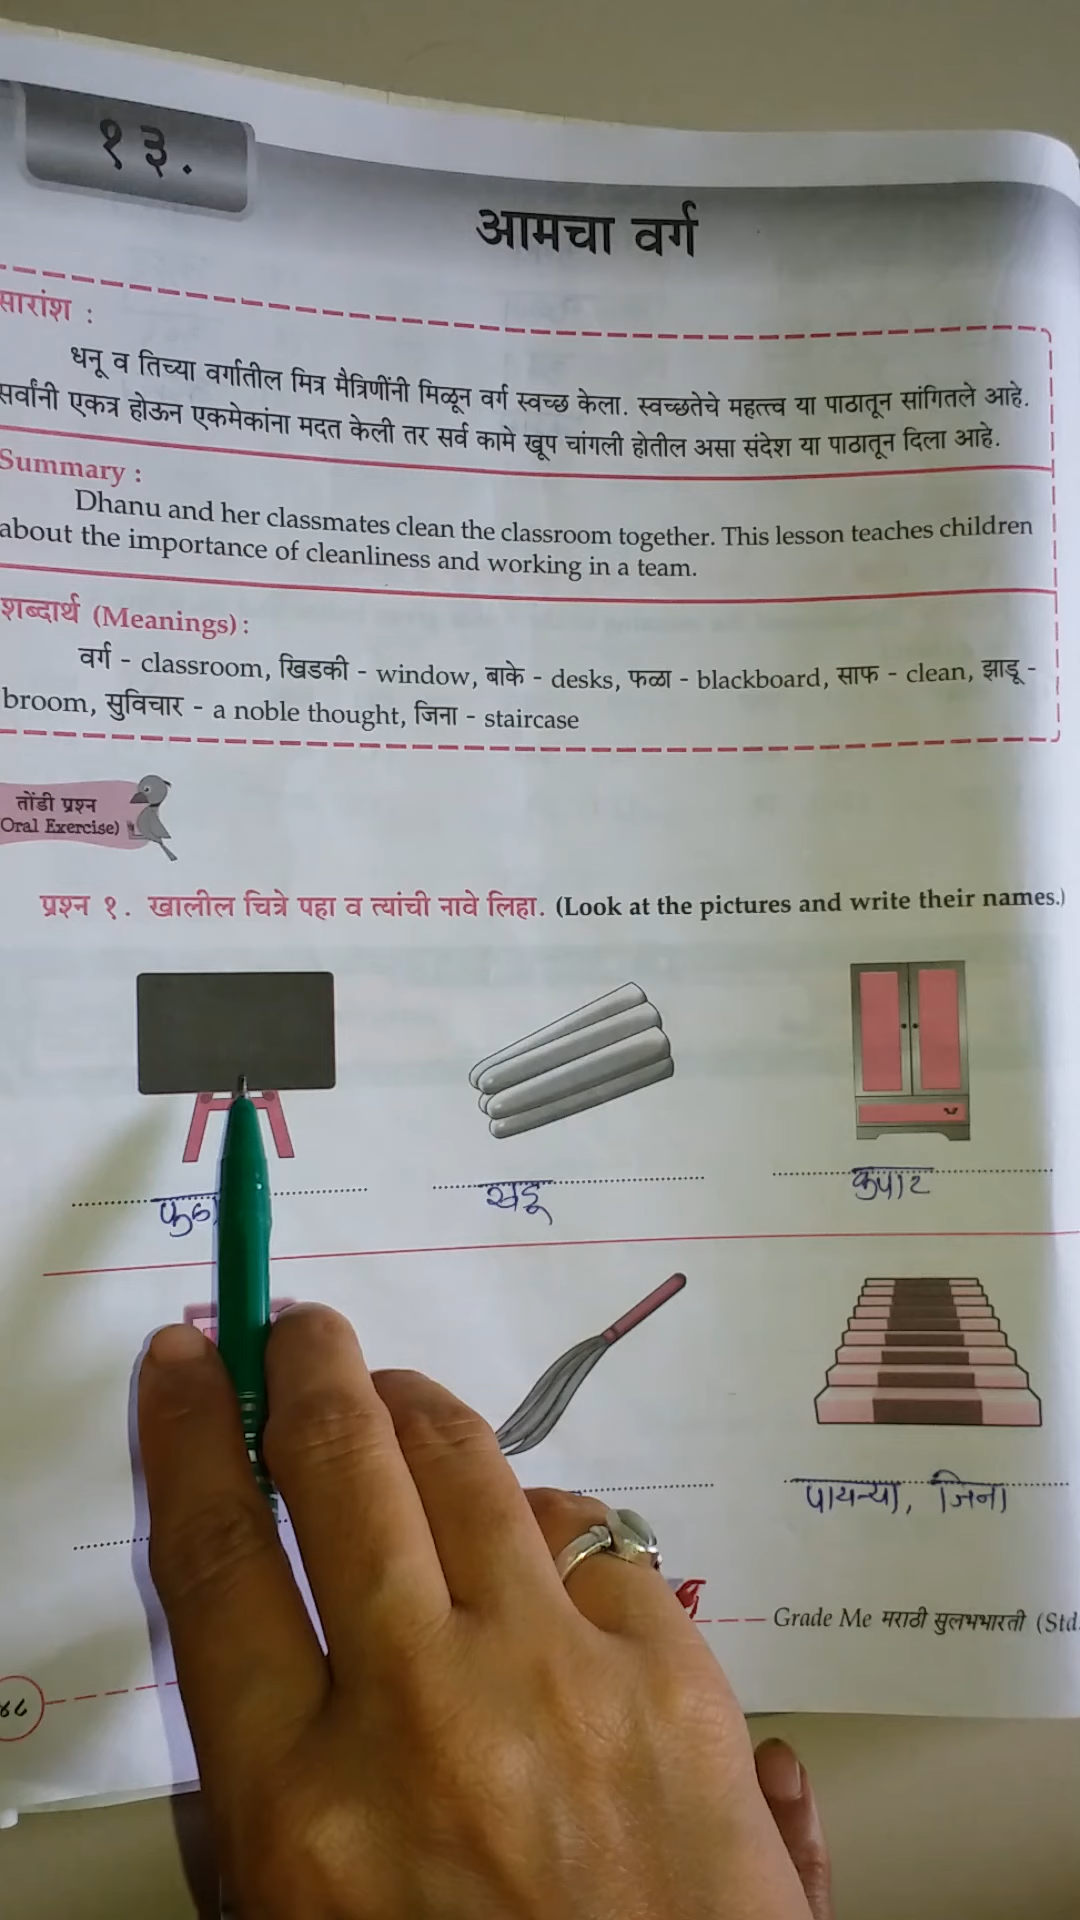 १३.
आमचा वर्ग
सारांश :
धनू व तिच्या वर्गातील मित्र मैत्रिणींनी मिळून वर्ग स्वच्छ केला. स्वच्छतेचे महत्त्व या पाठातून सांगितले आहे.
सर्वांनी एकत्र होऊन एकमेकांना मदत केली तर सर्व कामे खूप चांगली होतील असा संदेश या पाठातून दिला आहे.
Summary :
Dhanu and her classmates clean the classroom together. This lesson teaches children
about the importance of cleanliness and working in a team.
शब्दार्थ (Meanings) :
वर्ग - classroom, खिडकी - window, बाके - desks, फळा - blackboard, साफ - clean, झाडू -
broom, सुविचार - a noble thought, जिना - staircase
तोंडी प्रश्न
Oral Exercise)
प्रश्न १. खालील चित्रे पहा व त्यांची नावे लिहा. (Look at the pictures and write their names.)
खडू कपाट
पायऱ्या, जिना
Grade Me मराठी सुलभभारती (Std.
४८